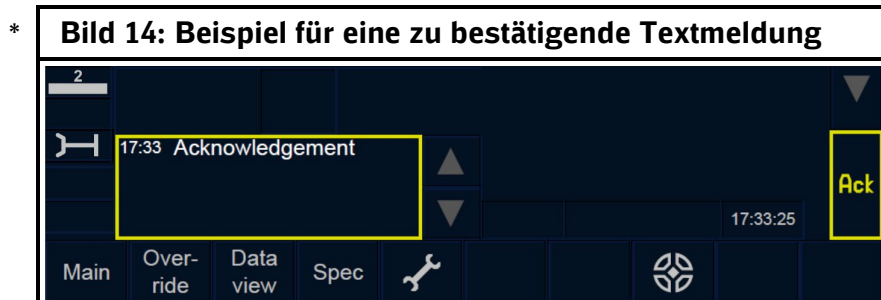 * Bild 14: Beispiel für eine zu bestätigende Textmeldung
2
17:33 Acknowledgement
Ack
17:33:25
Main Over-ride Data view Spec